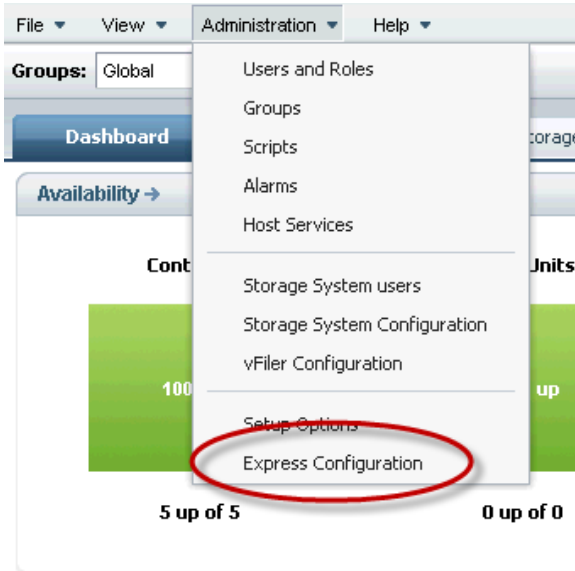 File View Administration Help
Groups: Global
Users and Roles
Groups
Dashboard
Scripts
Availability
Alarms
Host Services
Cont
Storage System users
Storage System Configuration
vFiler Configuration
100
up
Setup Options
Express Configuration
5 up of 5
0 up of 0